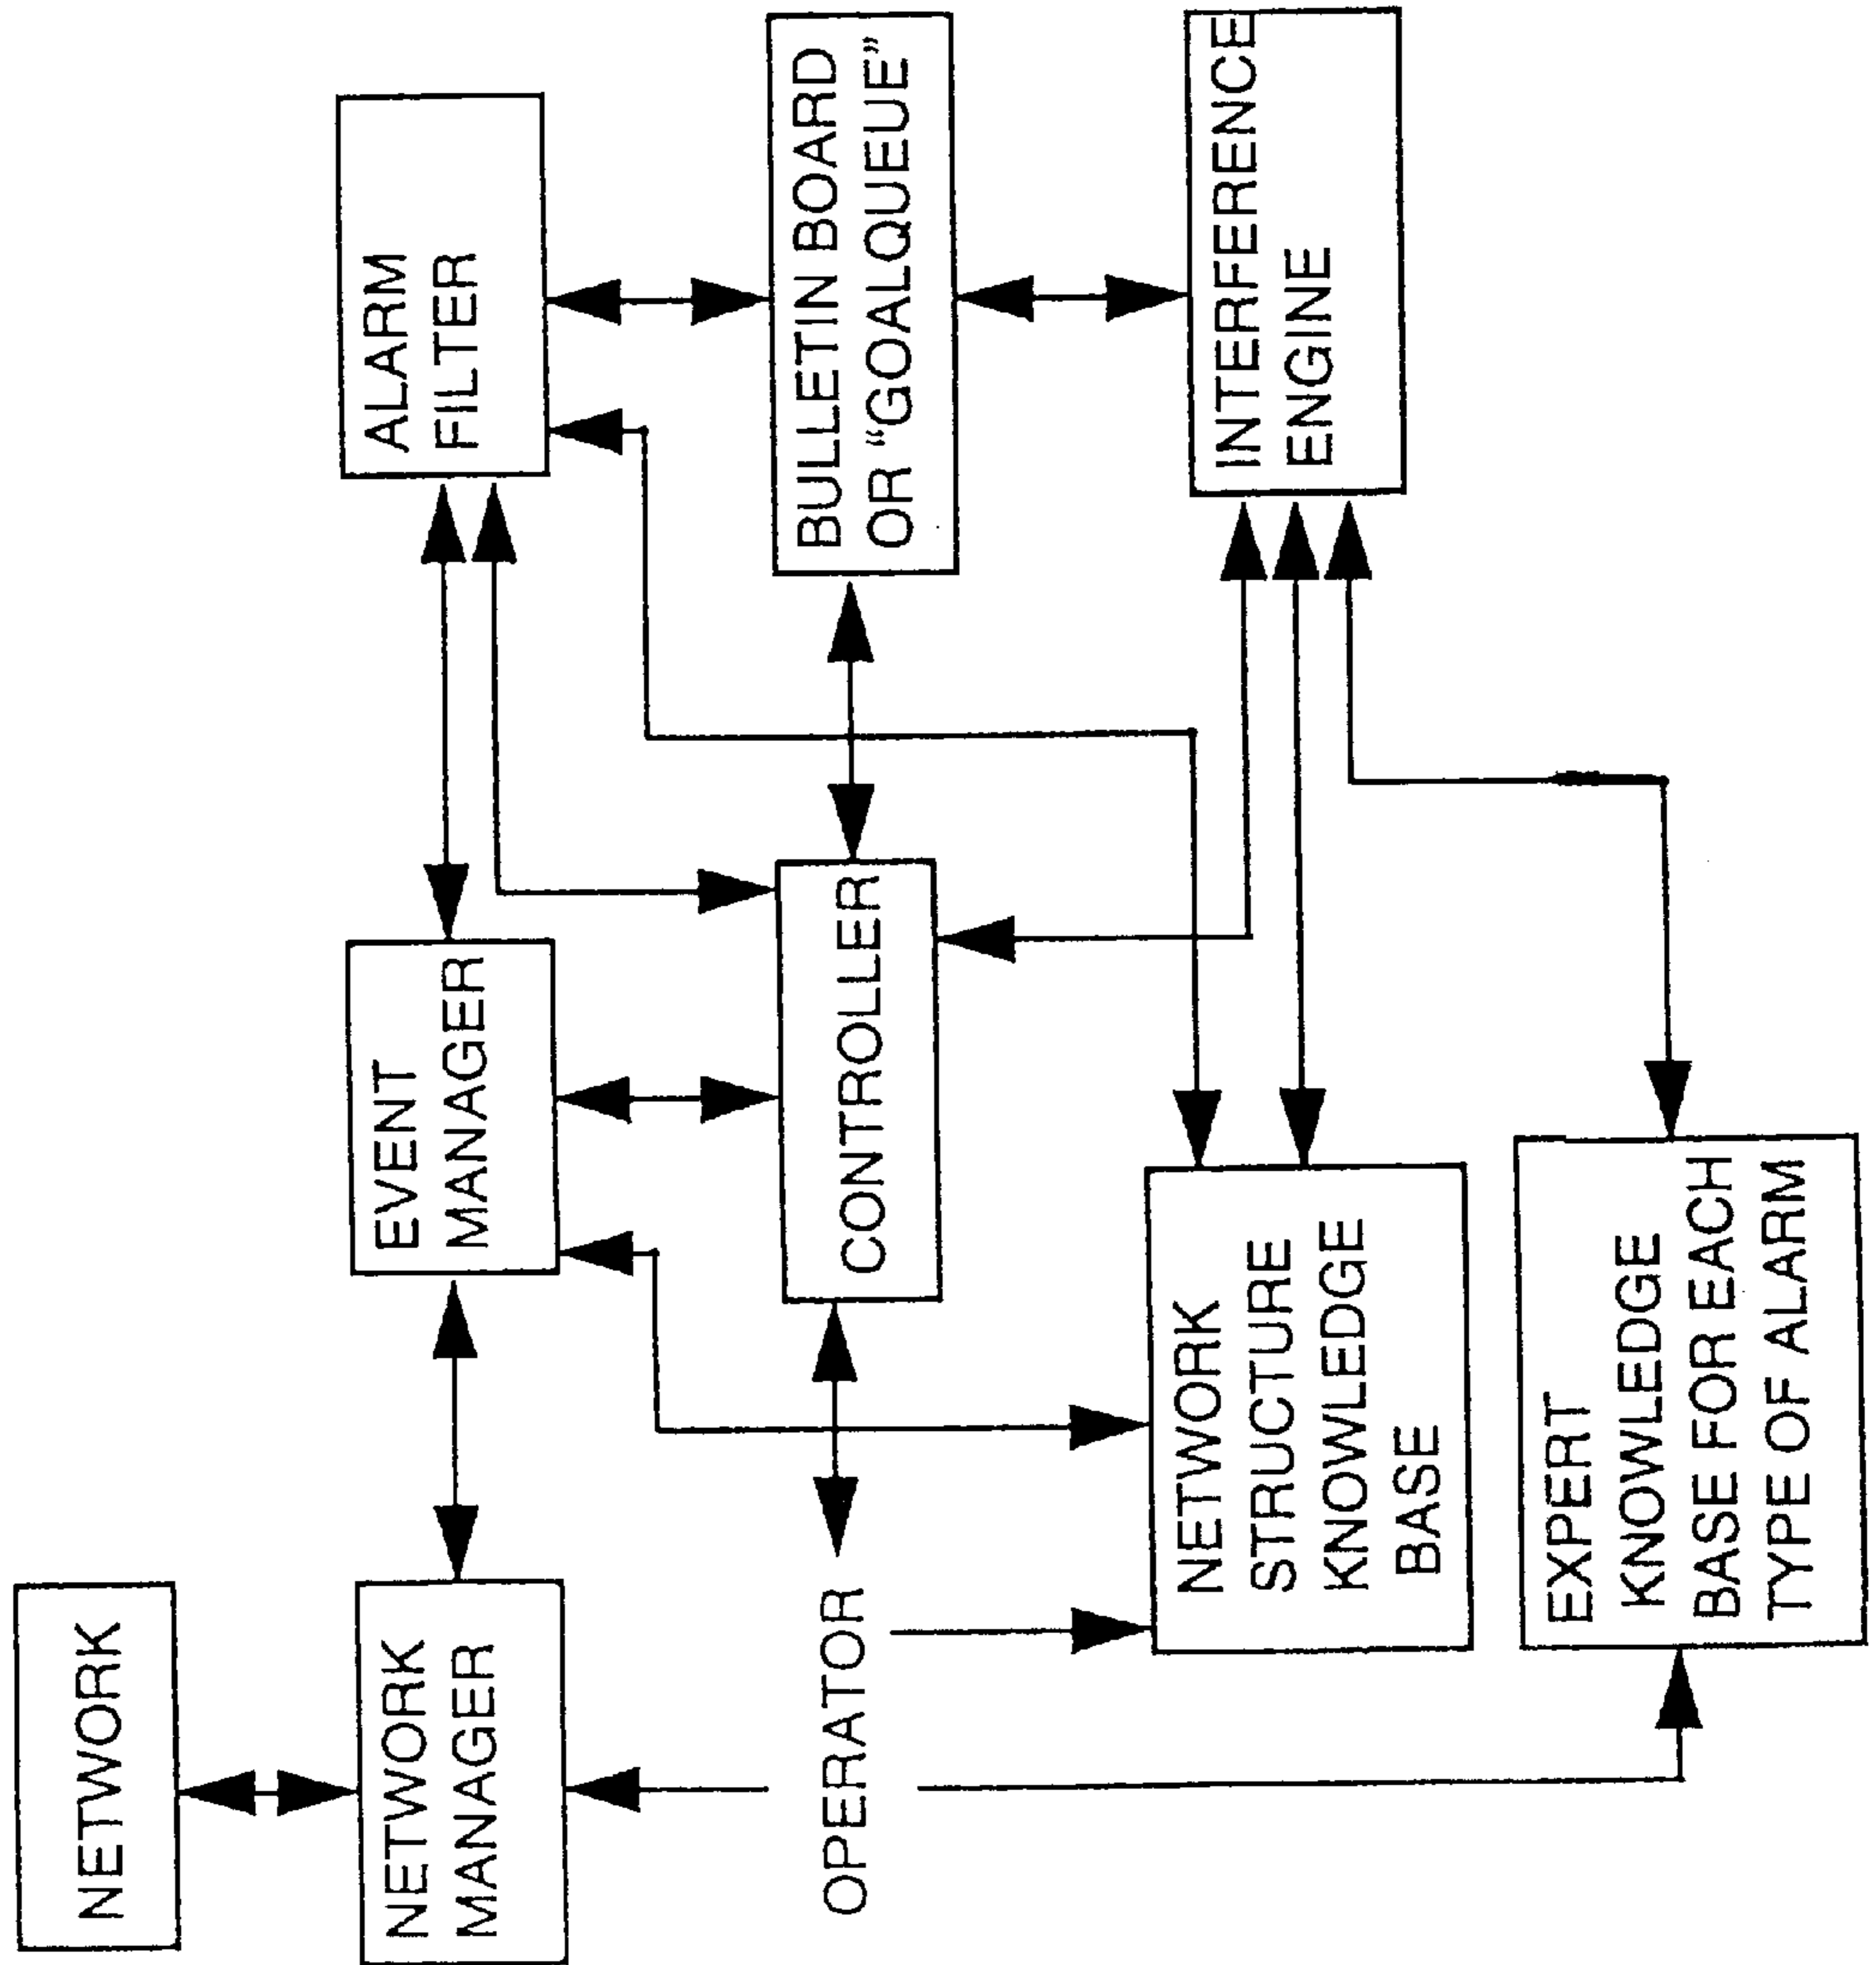 NETWORK
NETWORK
MANAGER
EVENT
MANAGER
ALARM
FILTER
OPERATOR
CONTROLLER
BULLETIN BOARD
OR "GOALQUEUE"
NETWORK
STRUCTURE
KNOWLEDGE
BASE
INTERFERENCE
ENGINE
EXPERT
KNOWLEDGE
BASE FOR EACH
TYPE OF ALARM